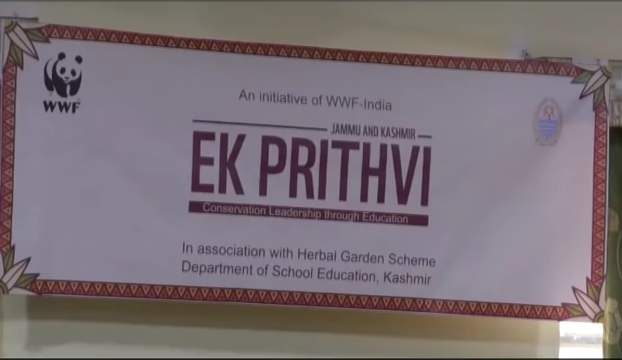 WWF
An initiative of WWF-India
JAMMU AND KASHMIR
EK PRITHVI
Conservation Leadership through Education
In association with Herbal Garden Scheme
Department of School Education, Kashmir